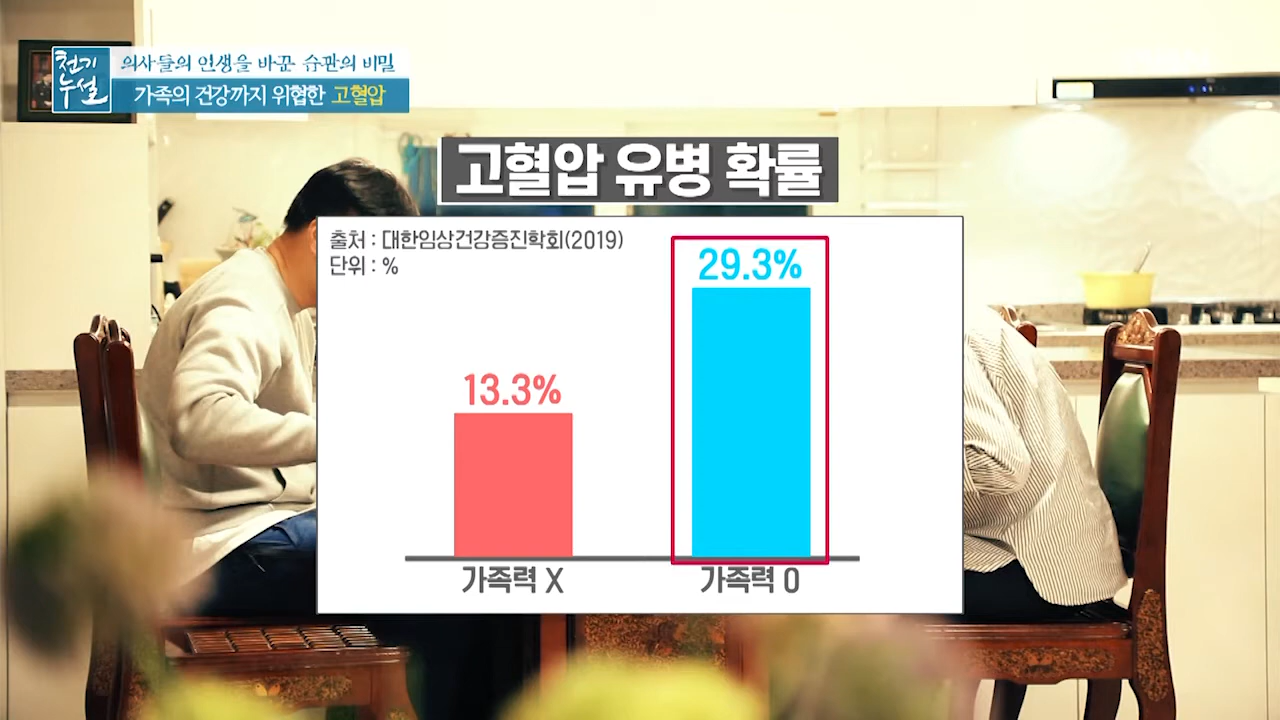 천기누설
의사들의 인생을 바꾼 습관의 비밀
가족의 건강까지 위협한 고혈압
고혈압 유병 확률
출처 : 대한임상건강증진학회(2019)
단위 : %
13.3%
29.3%
가족력 X
가족력 O